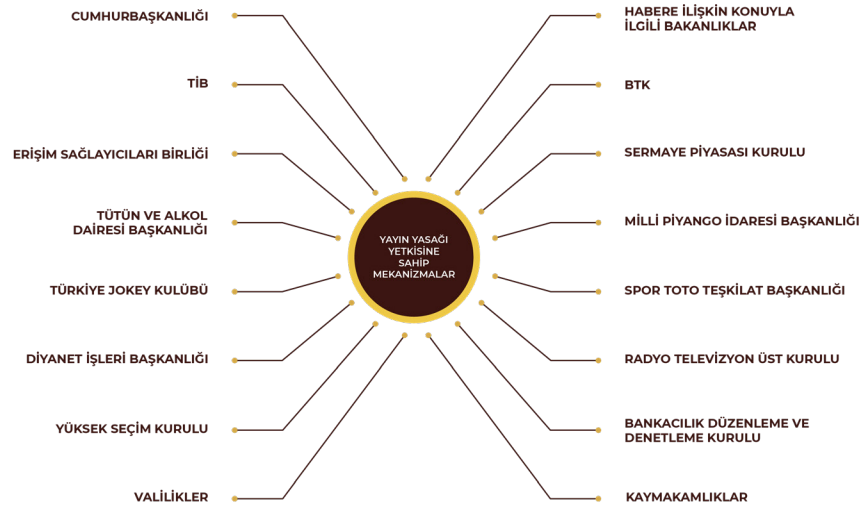 CUMHURBAŞKANLIĞI
TİB
ERİŞİM SAĞLAYICILARI BİRLİĞİ
TÜTÜN VE ALKOL
DAİRESİ BAŞKANLIĞI
TÜRKİYE JOKEY KULÜBÜ
DİYANET İŞLERİ BAŞKANLIĞI
YÜKSEK SEÇİM KURULU
VALİLİKLER
YAYIN YASAĞI
YETKİSİNE
SAHİP
MEKANİZMALAR
HABERE İLİŞKİN KONUYLA
İLGİLİ BAKANLIKLAR
BTK
SERMAYE PİYASASI KURULU
MİLLİ PİYANGO İDARESİ BAŞKANLIĞI
SPOR TOTO TEŞKİLAT BAŞKANLIĞI
RADYO TELEVİZYON ÜST KURULU
BANKACILIK DÜZENLEME VE
DENETLEME KURULU
KAYMAKAMLIKLAR